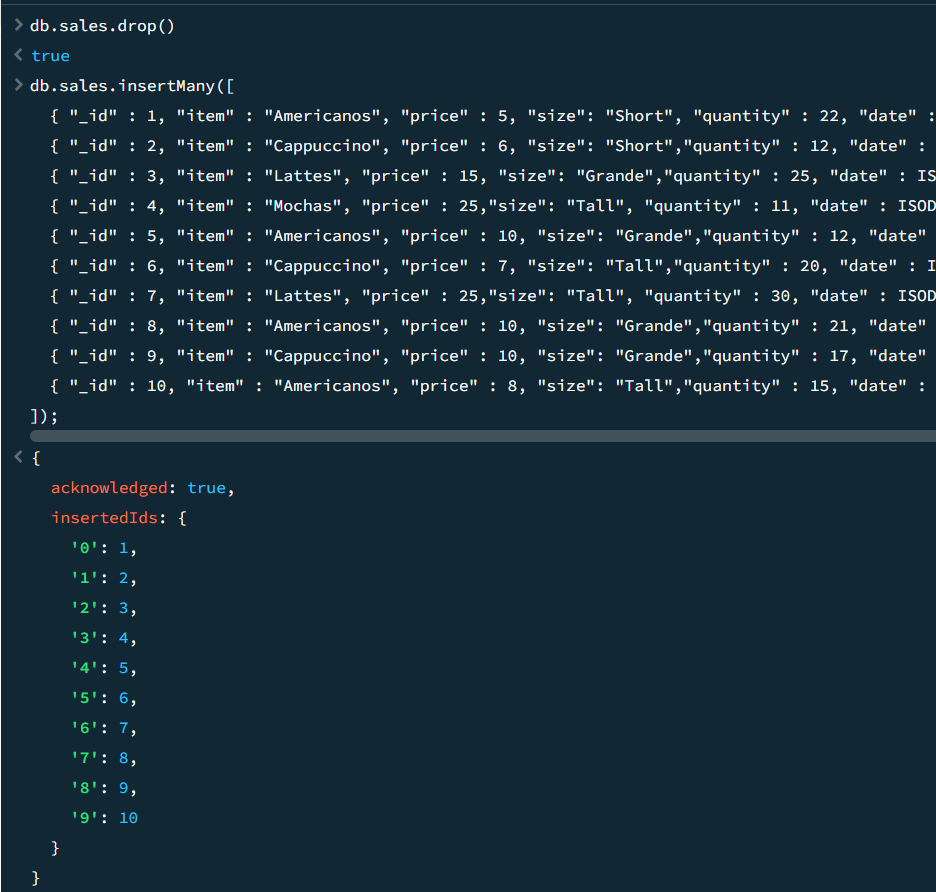 > db.sales.drop()
< true
> db.sales.insertMany([
{ "_id" : 1, "item" : "Americanos", "price" : 5, "size": "Short", "quantity" : 22, "date" :
{ "_id" : 2, "item" : "Cappuccino", "price" : 6, "size": "Short","quantity" : 12, "date" :
{ "_id" : 3, "item" : "Lattes", "price" : 15, "size": "Grande","quantity" : 25, "date" : IS
{ "_id" : 4, "item" : "Mochas", "price" : 25,"size": "Tall", "quantity" : 11, "date" : ISOD
{ "_id" : 5, "item" : "Americanos", "price" : 10, "size": "Grande","quantity" : 12, "date"
{ "_id" : 6, "item" : "Cappuccino", "price" : 7, "size": "Tall","quantity" : 20, "date" : I
{ "_id" : 7, "item" : "Lattes", "price" : 25,"size": "Tall", "quantity" : 30, "date" : ISOD
{ "_id" : 8, "item" : "Americanos", "price" : 10, "size": "Grande","quantity" : 21, "date"
{ "_id" : 9, "item" : "Cappuccino", "price" : 10, "size": "Grande","quantity" : 17, "date"
{ "_id" : 10, "item" : "Americanos", "price" : 8, "size": "Tall","quantity" : 15, "date" :
]);
< {
acknowledged: true,
insertedIds: {
'0': 1,
'1': 2,
'2': 3,
'3': 4,
'4': 5,
'5': 6,
'6': 7,
'7': 8,
'8': 9,
'9': 10
}
}